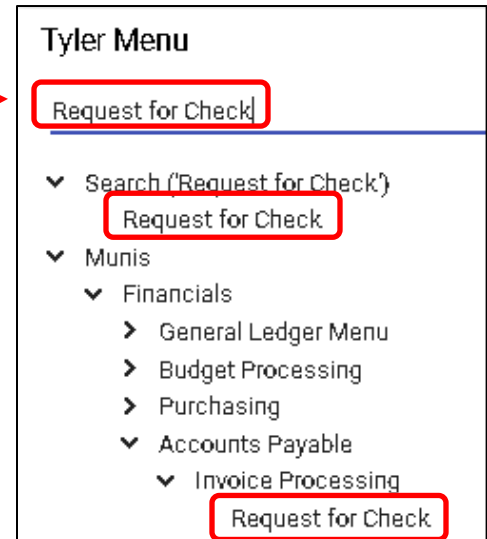 Tyler Menu
Request for Check
Search ('Request for Check')
Request for Check
Munis
Financials
General Ledger Menu
Budget Processing
Purchasing
Accounts Payable
Invoice Processing
Request for Check